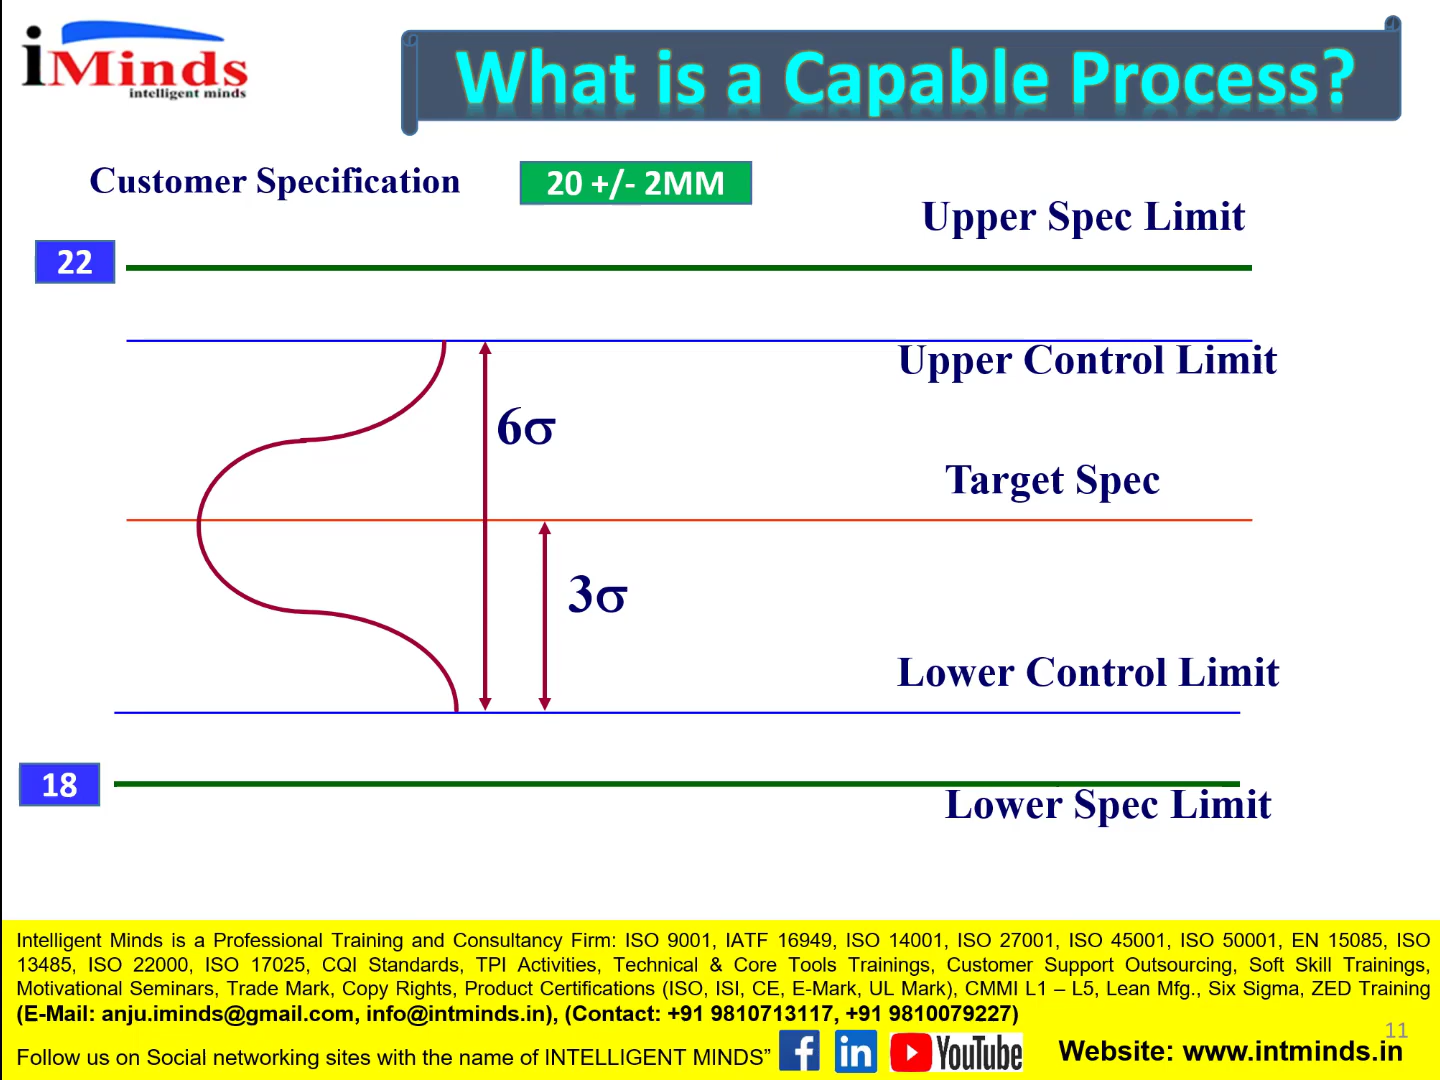 iMinds
intelligent minds
What is a Capable Process?
Customer Specification
20 +/- 2MM
Upper Spec Limit
22
Upper Control Limit
6σ
Target Spec
3σ
Lower Control Limit
18
Lower Spec Limit
Intelligent Minds is a Professional Training and Consultancy Firm: ISO 9001, IATF 16949, ISO 14001, ISO 27001, ISO 45001, ISO 50001, EN 15085, ISO
13485, ISO 22000, ISO 17025, CQI Standards, TPI Activities, Technical & Core Tools Trainings, Customer Support Outsourcing, Soft Skill Trainings,
Motivational Seminars, Trade Mark, Copy Rights, Product Certifications (ISO, ISI, CE, E-Mark, UL Mark), CMMI L1 – L5, Lean Mfg., Six Sigma, ZED Training
(E-Mail: anju.iminds@gmail.com, info@intminds.in), (Contact: +91 9810713117, +91 9810079227)
11
Follow us on Social networking sites with the name of INTELLIGENT MINDS” f in YouTube Website: www.intminds.in